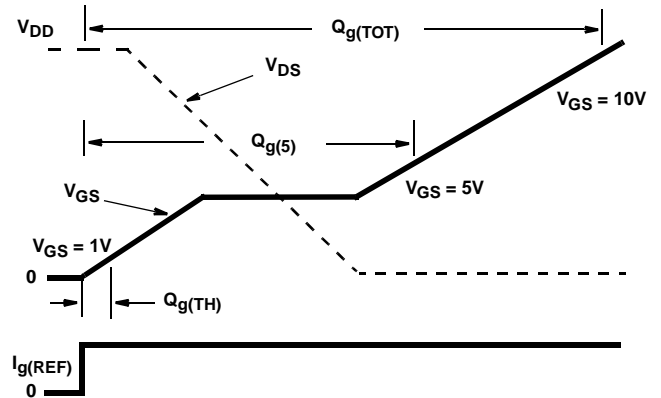 V_DD
Q_g(TOT)
V_DS
V_GS = 10V
Q_g(5)
V_GS = 5V
V_GS
V_GS = 1V
0
Q_g(TH)
I_g(REF)
0